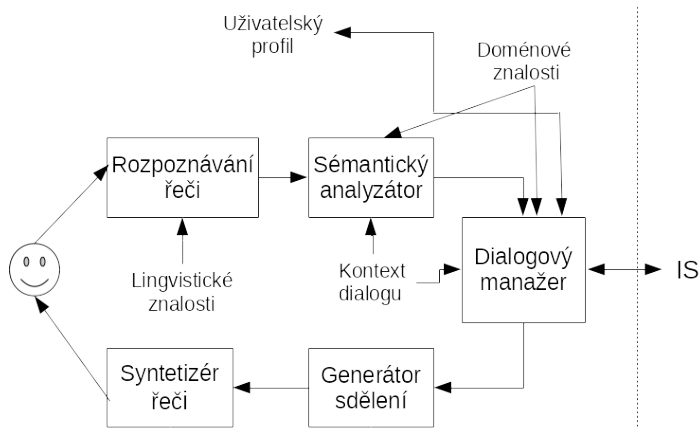 Uživatelský
profil
Doménové
znalosti
Rozpoznávání
řeči
Sémantický
analyzátor
Lingvistické
znalosti
Kontext
dialogu
Dialogový
manažer
IS
Syntetizér
řeči
Generátor
sdělení